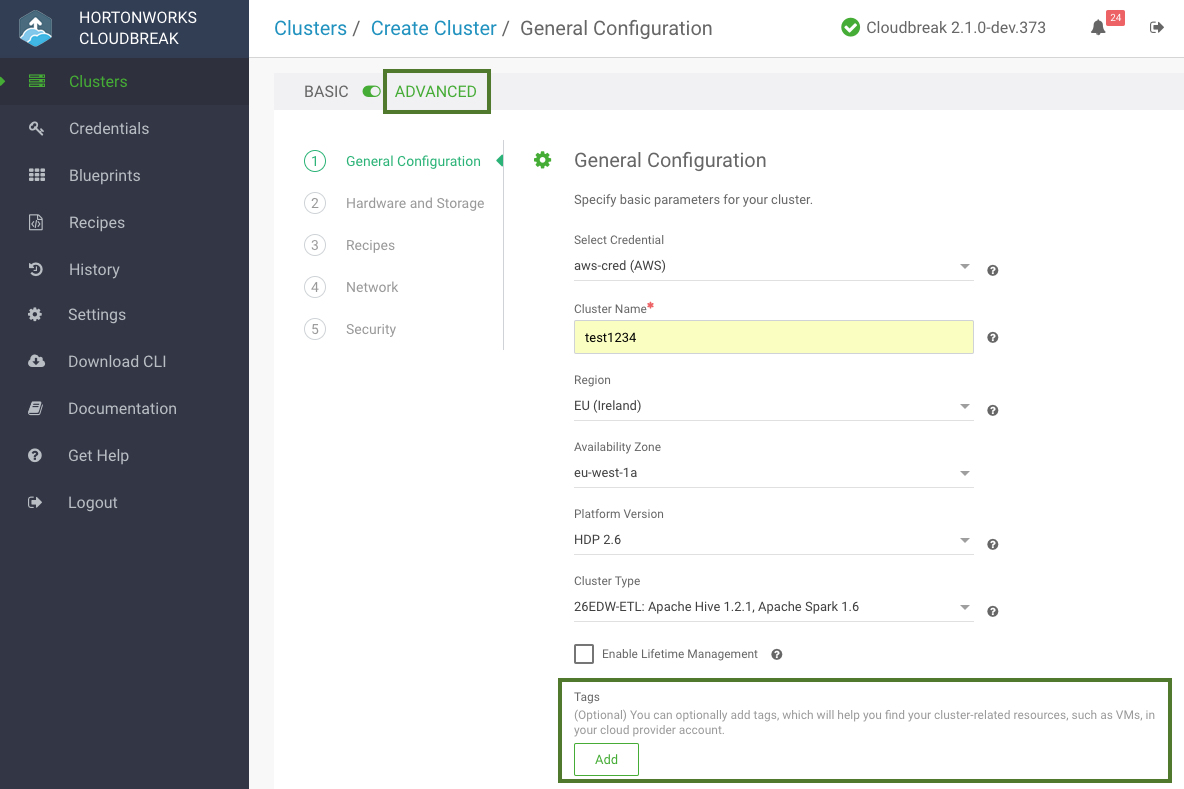 HORTONWORKS
CLOUDBREAK
Clusters
Credentials
Blueprints
Recipes
History
Settings
Download CLI
Documentation
Get Help
Logout
Clusters / Create Cluster / General Configuration
Cloudbreak 2.1.0-dev.373
24
BASIC ADVANCED
1 General Configuration
2 Hardware and Storage
3 Recipes
4 Network
5 Security
General Configuration
Specify basic parameters for your cluster.
Select Credential
aws-cred (AWS)
Cluster Name*
test1234
Region
EU (Ireland)
Availability Zone
eu-west-1a
Platform Version
HDP 2.6
Cluster Type
26EDW-ETL: Apache Hive 1.2.1, Apache Spark 1.6
Enable Lifetime Management
Tags
(Optional) You can optionally add tags, which will help you find your cluster-related resources, such as VMs, in
your cloud provider account.
Add